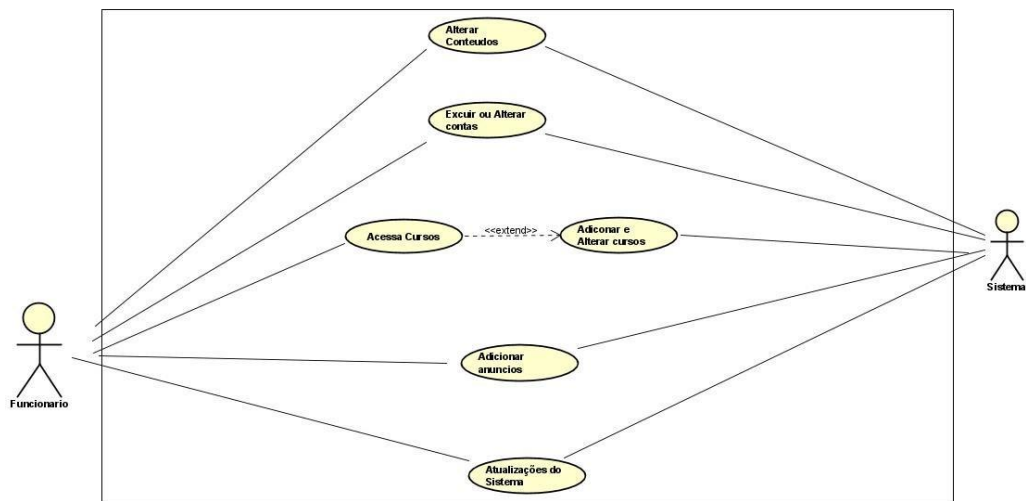 Alterar
Conteudos
Excuir ou Alterar
contas
Acessa Cursos
<<extend>>
Adiconar e
Alterar cursos
Sistema
Adicionar
anuncios
Funcionario
Atualizações do
Sistema